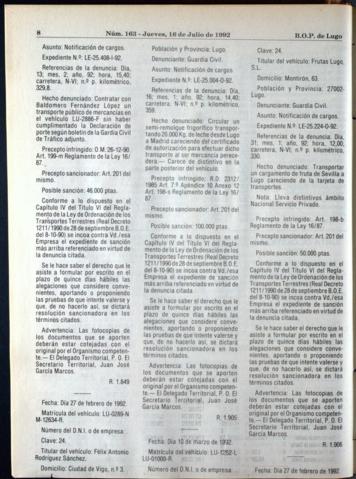 8
Núm. 163 - Jueves, 16 de Julio de 1992
B.O.P. de Lugo
Asunto: Notificación de cargos.
Expediente N.º: LE-25.408-I-92.
Referencias de la denuncia: Día,
13; mes, 2; año, 92; hora, 15,40;
carretera, N-VI; n.º p. kilométrico,
329,8.
Hecho denunciado: Contratar con
Baldomero Fernández López un
transporte público de mercancías en
el vehículo LU-2886-F sin haber
cumplimentado la Declaración de
porte según boletín de la Guardia Civil
de Tráfico adjunto.
Precepto infringido: O.M. 26-12-90.
Art. 199-m Reglamento de la Ley 16/
87.
Precepto sancionador: Art. 201 del
mismo.
Posible sanción: 46.000 ptas.
Conforme a lo dispuesto en el
Capítulo IV del Título VI del Regla-
mento de la Ley de Ordenación de los
Transportes Terrestres (Real Decreto
1211/1990 de 28 de septiembre B.O.E.
del 8-10-90) se incoa contra Vd./esa
Empresa el expediente de sanción
más arriba referenciado en virtud de
la denuncia citada.
Se le hace saber el derecho que le
asiste a formular por escrito en el
plazo de quince días hábiles las
alegaciones que considere conve-
nientes, aportando o proponiendo
las pruebas de que intente valerse y
que, de no hacerlo así, se dictará
resolución sancionadora en los
términos citados.
Advertencia: Las fotocopias de
los documentos que se aporten
deberán estar cotejadas con el
original por el Organismo competen-
te.— El Delegado Territorial, P. D. El
Secretario Territorial, Juan José
García Marcos.
R. 1.849
Fecha: Día 27 de febrero de 1992.
Matrícula del vehículo: LU-0289-N
M-12634-R.
Número del D.N.I. o de empresa:
Clave: 24.
Titular del vehículo: Félix Antonio
Rodríguez Sánchez.
Domicilio: Ciudad de Vigo, n.º 3.
Población y Provincia: Lugo.
Denunciante: Guardia Civil.
Asunto: Notificación de cargos
Expediente N.º: LE-25.904-O-92.
Referencias de la denuncia: Día,
16; mes, 1; año, 92; hora, 14,40;
carretera, N-VI; n.º p. kilométrico,
359.
Hecho denunciado: Circular un
semi-remolque frigorífico transpor-
tando 20.000 Kg. de leche desde Lugo
a Madrid careciendo del certificado
de autorización para efectuar dicho
transporte al ser mercancía perece-
dera.— Carece de distintivo en la
parte posterior del vehículo.
Precepto infringido: R.D. 2312/
1985 Art. 7.º Apéndice 10 Anexo 12
Art. 198-s Reglamento de la Ley 16/
87.
Precepto sancionador: Art. 201 del
mismo.
Posible sanción: 100.000 ptas.
Conforme a lo dispuesto en el
Capítulo IV del Título VI del Regla-
mento de la Ley de Ordenación de los
Transportes Terrestres (Real Decreto
1211/1990 de 28 de septiembre B.O.E.
del 8-10-90) se incoa contra Vd./esa
Empresa el expediente de sanción
más arriba referenciado en virtud de
la denuncia citada.
Se le hace saber el derecho que le
asiste a formular por escrito en el
plazo de quince días hábiles las
alegaciones que considere conve-
nientes, aportando o proponiendo
las pruebas de que intente valerse y
que, de no hacerlo así, se dictará
resolución sancionadora en los
términos citados.
Advertencia: Las fotocopias de
los documentos que se aporten
deberán estar cotejadas con el
original por el Organismo competen-
te.— El Delegado Territorial, P. D. El
Secretario Territorial, Juan José
García Marcos.
R. 1.905
Fecha: Día 10 de marzo de 1992.
Matrícula del vehículo: LU-1252-L
LU-01000-R.
Número del D.N.I. o de empresa:
Clave: 24.
Titular del vehículo: Frutas Lugo,
S.L.
Domicilio: Montirón, 63.
Población y Provincia: 27002-
Lugo.
Denunciante: Guardia Civil.
Asunto: Notificación de cargos.
Expediente N.º: LE-25.224-O-92.
Referencias de la denuncia. Día,
31; mes, 1; año, 92; hora, 12,00,
carretera, N-VI; n.º p. kilométrico,
330.
Hecho denunciado: Transportar
un cargamento de fruta de Sevilla a
Lugo careciendo de la tarjeta de
transportes.
Nota: Lleva distintivos Ámbito
Nacional Servicio Privado.
Precepto infringido: Art. 198-b
Reglamento de la Ley 16/87.
Precepto sancionador: Art. 201 del
mismo.
Posible sanción: 50.000 ptas.
Conforme a lo dispuesto en el
Capítulo IV del Título VI del Regla-
mento de la Ley de Ordenación de los
Transportes Terrestres (Real Decreto
1211/1990 de 28 de septiembre B.O.E.
del 8-10-90) se incoa contra Vd./esa
Empresa el expediente de sanción
más arriba referenciado en virtud de
la denuncia citada.
Se le hace saber el derecho que le
asiste a formular por escrito en el
plazo de quince días hábiles las
alegaciones que considere conve-
nientes, aportando o proponiendo
las pruebas de que intente valerse y
que, de no hacerlo así, se dictará
resolución sancionadora en los
términos citados.
Advertencia: Las fotocopias de
los documentos que se aporten
deberán estar cotejadas con el
original por el Organismo competen-
te.— El Delegado Territorial, P. D. El
Secretario Territorial, Juan José
García Marcos.
R. 1.906
Fecha: Día 27 de febrero de 1992.